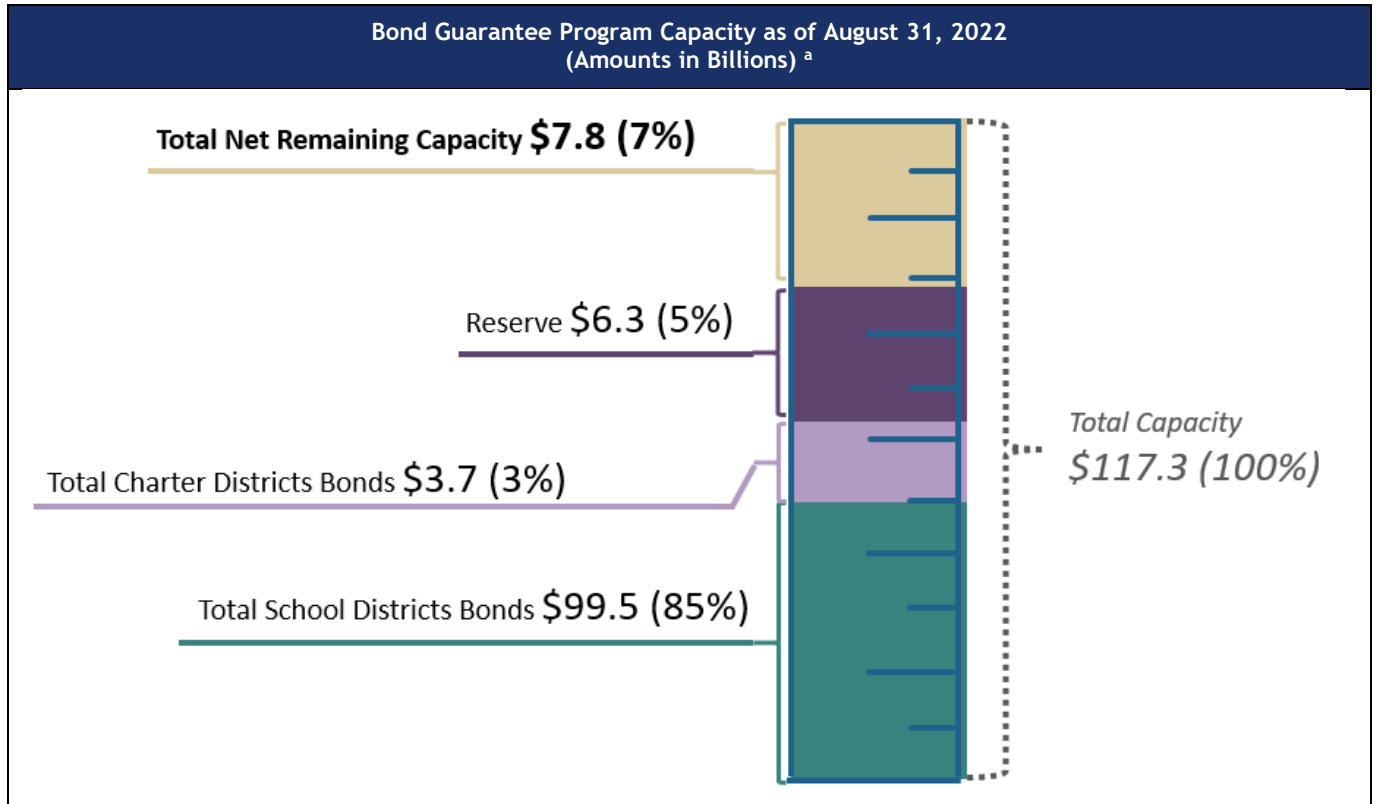 Bond Guarantee Program Capacity as of August 31, 2022
(Amounts in Billions) ª
Total Net Remaining Capacity $7.8 (7%)
Reserve $6.3 (5%)
Total Capacity
$117.3 (100%)
Total Charter Districts Bonds $3.7 (3%)
Total School Districts Bonds $99.5 (85%)